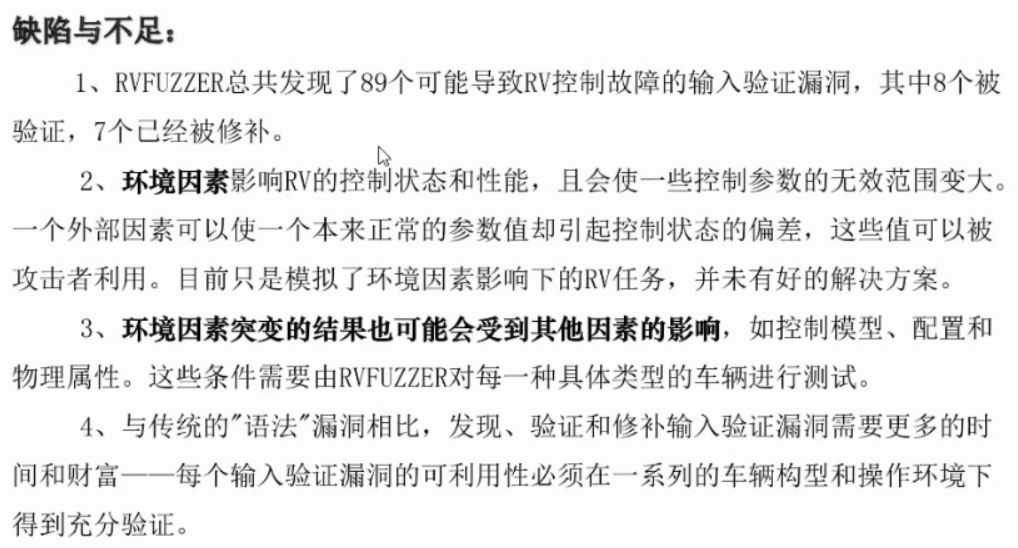 缺陷与不足：
1、RVFUZZER总共发现了89个可能导致RV控制故障的输入验证漏洞，其中8个被
验证，7个已经被修补。
2、环境因素影响RV的控制状态和性能，且会使一些控制参数的无效范围变大。
一个外部因素可以使一个本来正常的参数值却引起控制状态的偏差，这些值可以被
攻击者利用。目前只是模拟了环境因素影响下的RV任务，并未有好的解决方案。
3、环境因素突变的结果也可能会受到其他因素的影响，如控制模型、配置和
物理属性。这些条件需要由RVFUZZER对每一种具体类型的车辆进行测试。
4、与传统的"语法"漏洞相比，发现、验证和修补输入验证漏洞需要更多的时
间和财富——每个输入验证漏洞的可利用性必须在一系列的车辆构型和操作环境下
得到充分验证。